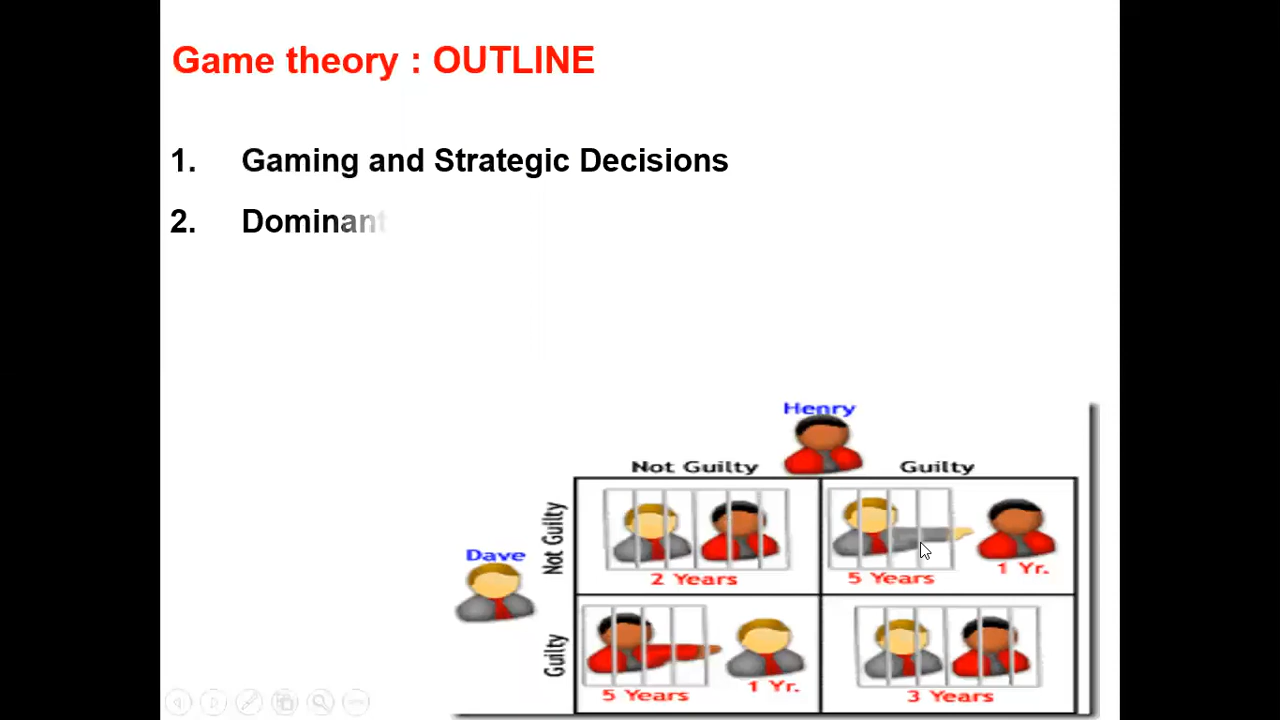 Game theory : OUTLINE
1. Gaming and Strategic Decisions
2. Dominant
Henry
Not Guilty Guilty
Dave
Not Guilty
2 Years 5 Years 1 Yr.
Guilty
5 Years 1 Yr. 3 Years